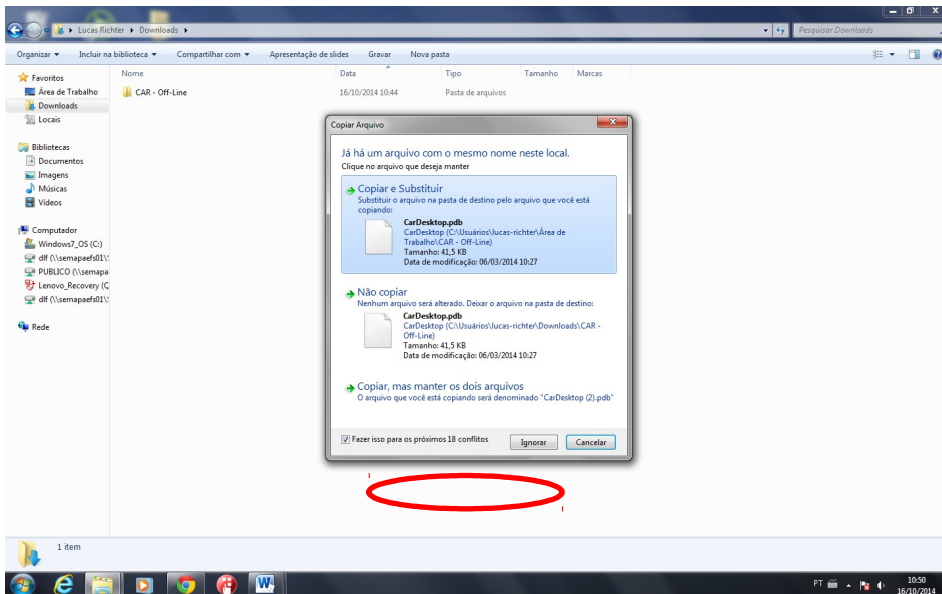 Lucas Richter ▸ Downloads ▸
Pesquisar Downloads
Organizar Incluir na biblioteca Compartilhar com Apresentação de slides Gravar Nova pasta
Nome Data Tipo Tamanho Marcas
CAR - Off-Line 16/10/2014 10:44 Pasta de arquivos
Favoritos
Área de Trabalho
Downloads
Locais
Bibliotecas
Documentos
Imagens
Músicas
Vídeos
Computador
Windows7_OS (C:)
dlf (\\semapaefs01\
PUBLICO (\\semapa
Lenovo_Recovery (Q
dlf (\\semapaefs01\
Rede
Copiar Arquivo
Já há um arquivo com o mesmo nome neste local.
Clique no arquivo que deseja manter
Copiar e Substituir
Substituir o arquivo na pasta de destino pelo arquivo que você está
copiando:
CarDesktop.pdb
CarDesktop (C:\Usuários\lucas-richter\Área de
Trabalho\CAR - Off-Line)
Tamanho: 41,5 KB
Data de modificação: 06/03/2014 10:27
Não copiar
Nenhum arquivo será alterado. Deixar o arquivo na pasta de destino:
CarDesktop.pdb
CarDesktop (C:\Usuários\lucas-richter\Downloads\CAR -
Off-Line)
Tamanho: 41,5 KB
Data de modificação: 06/03/2014 10:27
Copiar, mas manter os dois arquivos
O arquivo que você está copiando será denominado "CarDesktop (2).pdb"
Fazer isso para os próximos 18 conflitos
Ignorar Cancelar
1 item
PT
10:50
16/10/2014